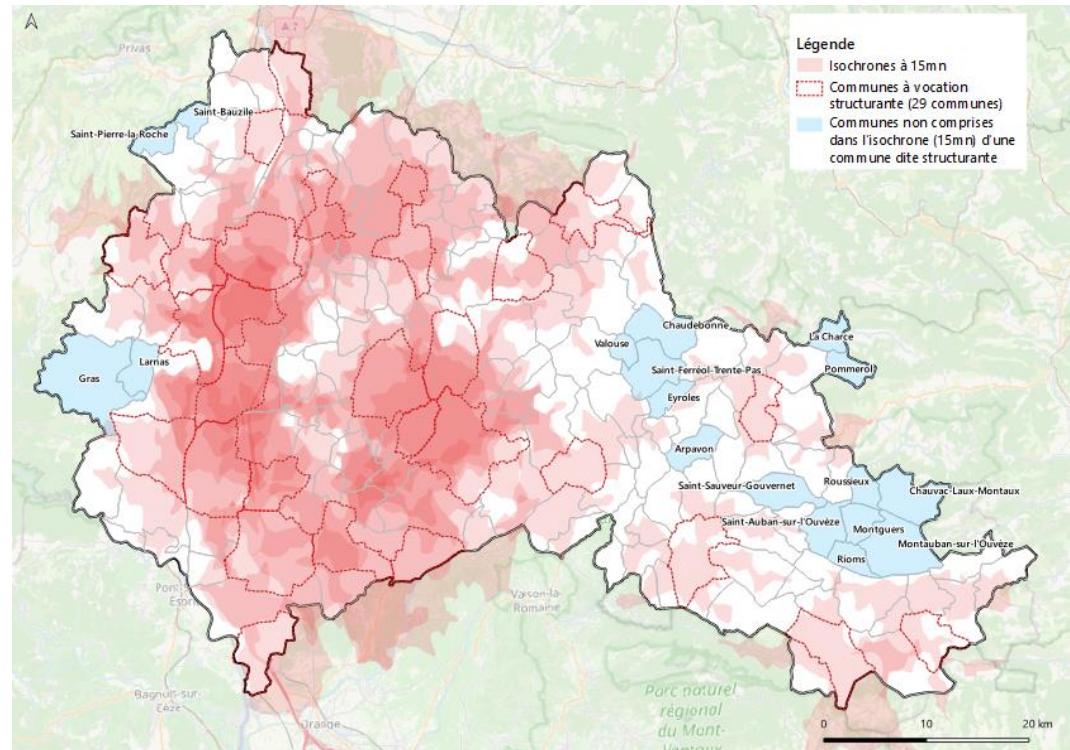 Privas
A 7
Légende
Isochrones à 15mn
Communes à vocation
structurante (29 communes)
Communes non comprises
dans l'isochrone (15mn) d'une
commune dite structurante
Saint-Bauzile
Saint-Pierre-la Roche
Chaudebonne
La Charce
Valouse
Larnas
Saint-Ferréol-Trente-Pas
Pommerol
Gras
Eyroles
Arpavon
Saint-Sauveur-Gouvernet
Roussieux
Chauvac-Laux-Montaux
Saint-Auban-sur-l'Ouvèze
Montguers
Montauban-sur-l'Ouvèze
Rioms
Vaison-la-
Romaine
Bagnols-sur-
Cèze
Orange
Parc naturel
régional
du Mont-
Ventoux
0 10 20 km